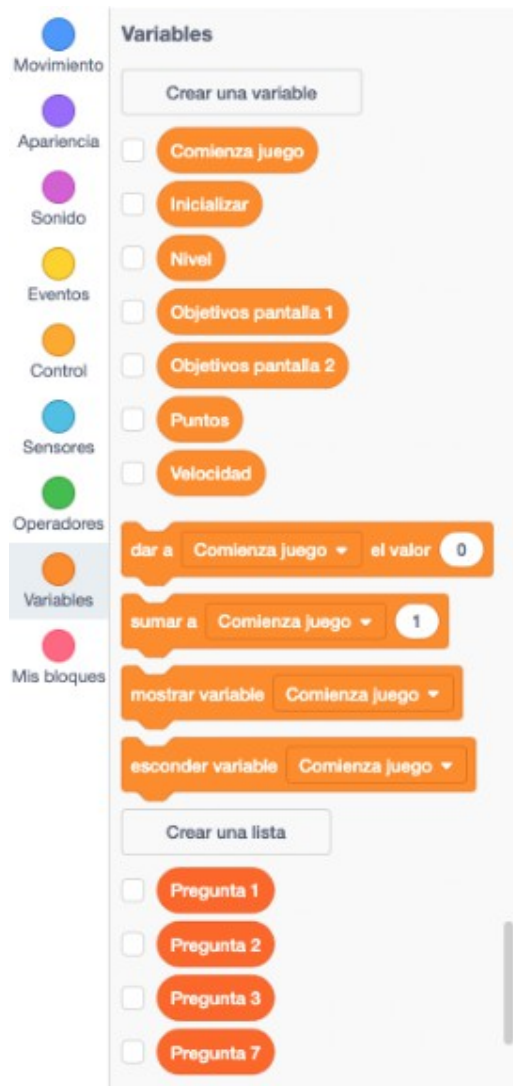 Movimiento
Apariencia
Sonido
Eventos
Control
Sensores
Operadores
Variables
Mis bloques
Variables
Crear una variable
Comienza juego
Inicializar
Nivel
Objetivos pantalla 1
Objetivos pantalla 2
Puntos
Velocidad
dar a Comienza juego el valor 0
sumar a Comienza juego 1
mostrar variable Comienza juego
esconder variable Comienza juego
Crear una lista
Pregunta 1
Pregunta 2
Pregunta 3
Pregunta 7